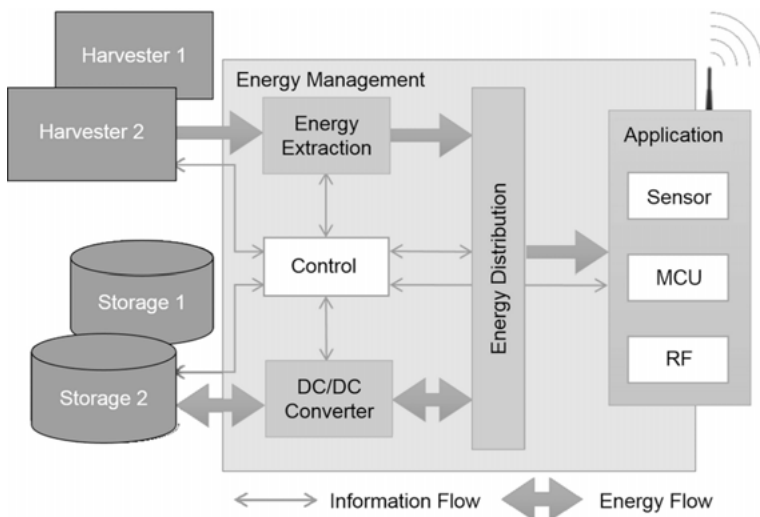 Harvester 1
Harvester 2
Energy Management
Energy
Extraction
Energy Distribution
Application
Sensor
MCU
RF
Control
Storage 1
Storage 2
DC/DC
Converter
Information Flow
Energy Flow